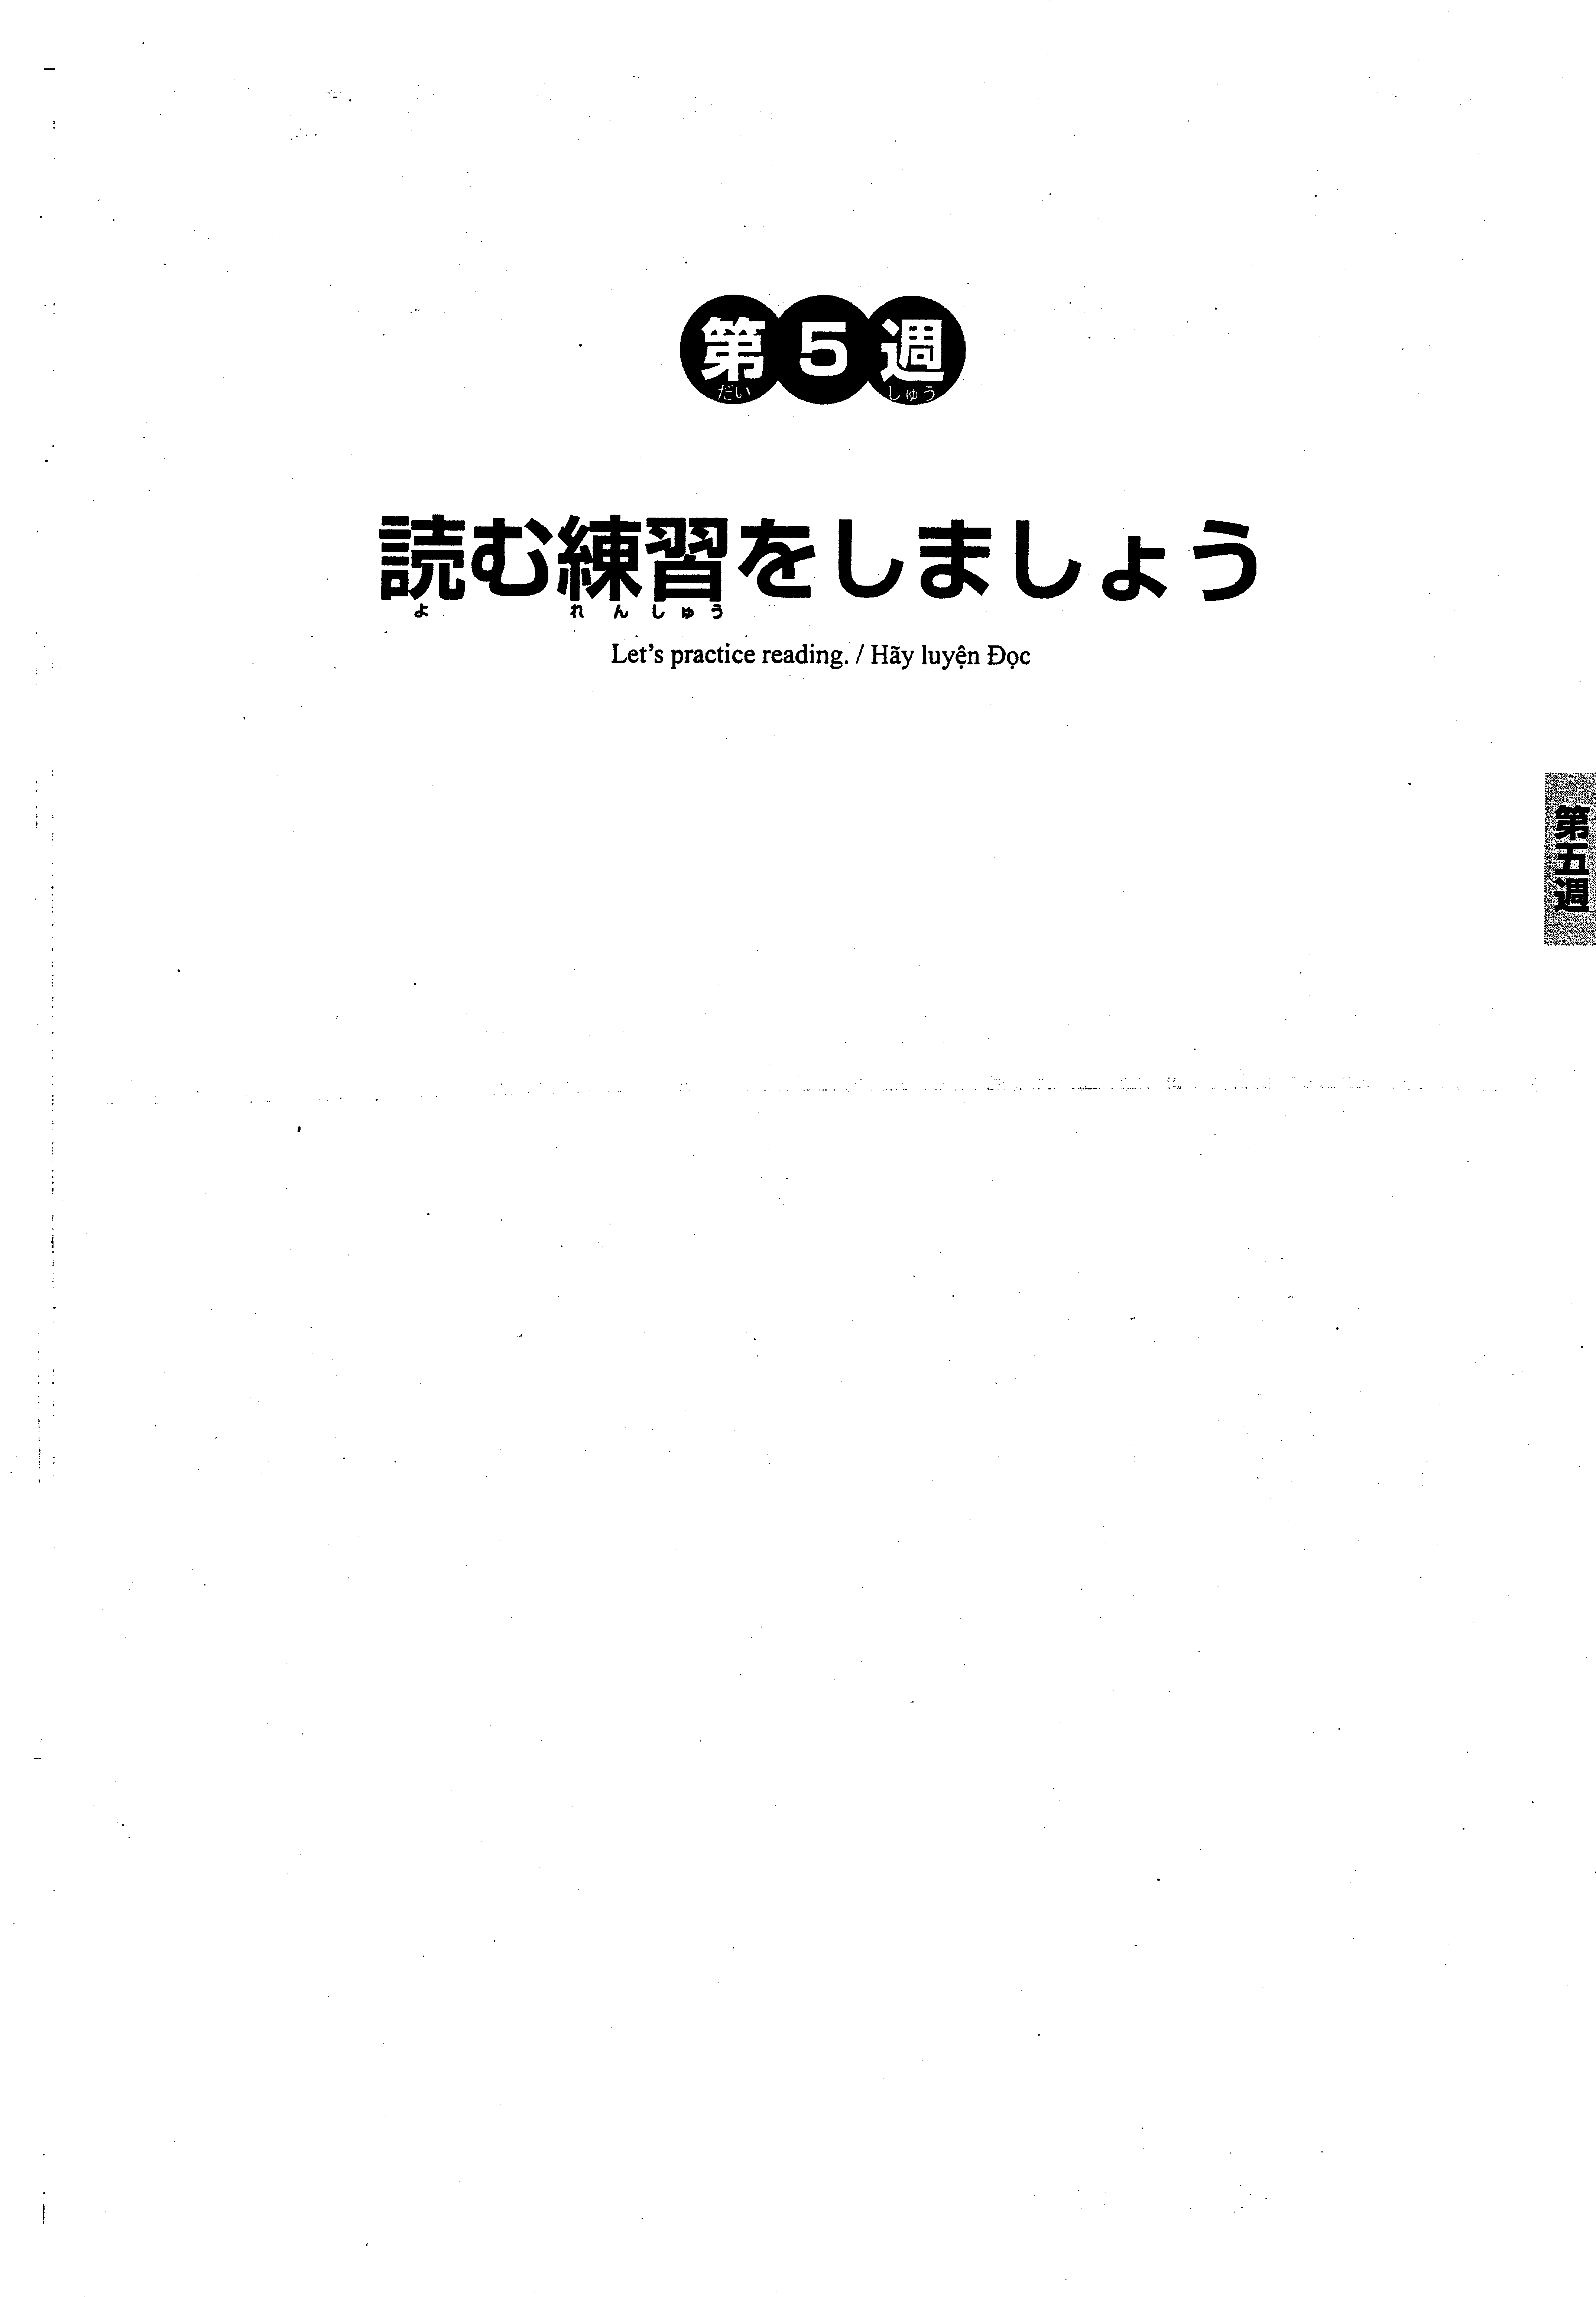 第5週
だい しゅう
読む練習をしましょう
よ れんしゅう
Let's practice reading. / Hãy luyện Đọc
第五週